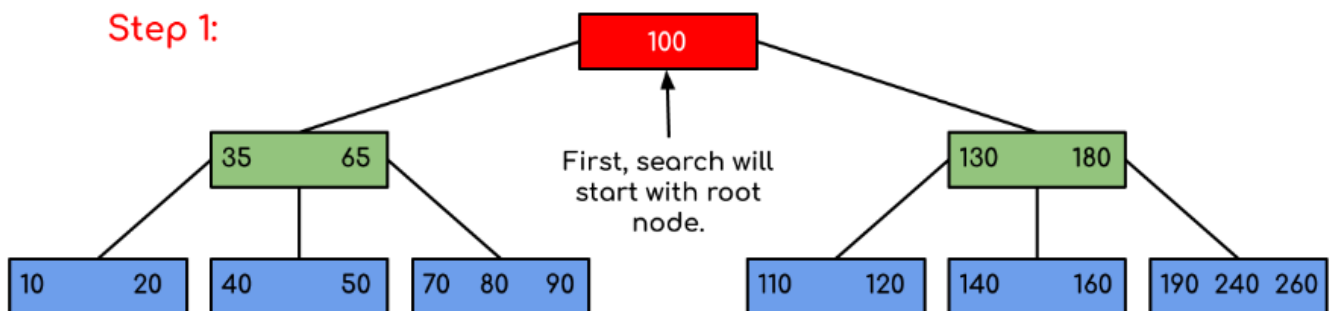 Step 1:
100
35 65
130 180
First, search will
start with root
node.
10 20
40 50
70 80 90
110 120
140 160
190 240 260